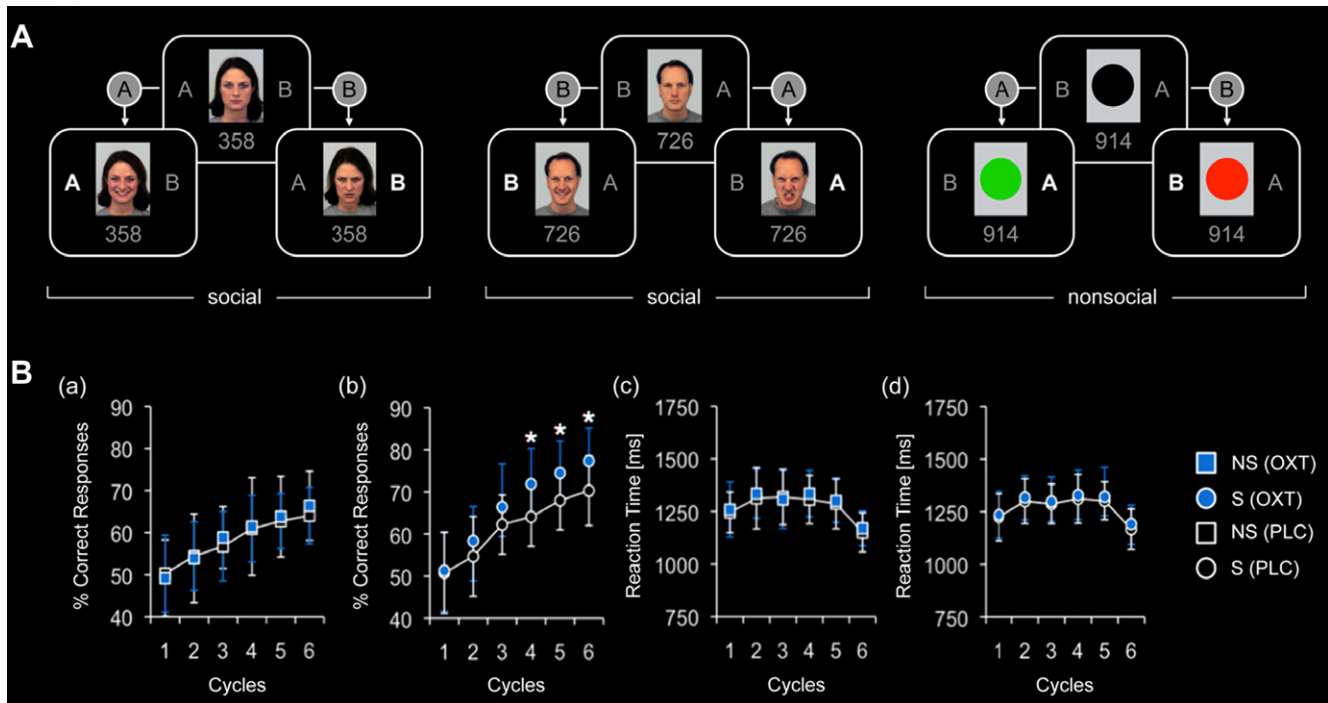 A
A A B B
358
A B
358
A B
358
social
B B A A
726
B A
726
B A
726
social
A B A B
914
B A
914
B A
914
nonsocial
B
(a)
% Correct Responses
90
80
70
60
50
40
1 2 3 4 5 6
Cycles
(b)
% Correct Responses
90
80
70
60
50
40
* * *
1 2 3 4 5 6
Cycles
(c)
Reaction Time [ms]
1750
1500
1250
1000
750
1 2 3 4 5 6
Cycles
(d)
Reaction Time [ms]
1750
1500
1250
1000
750
1 2 3 4 5 6
Cycles
NS (OXT)
S (OXT)
NS (PLC)
S (PLC)